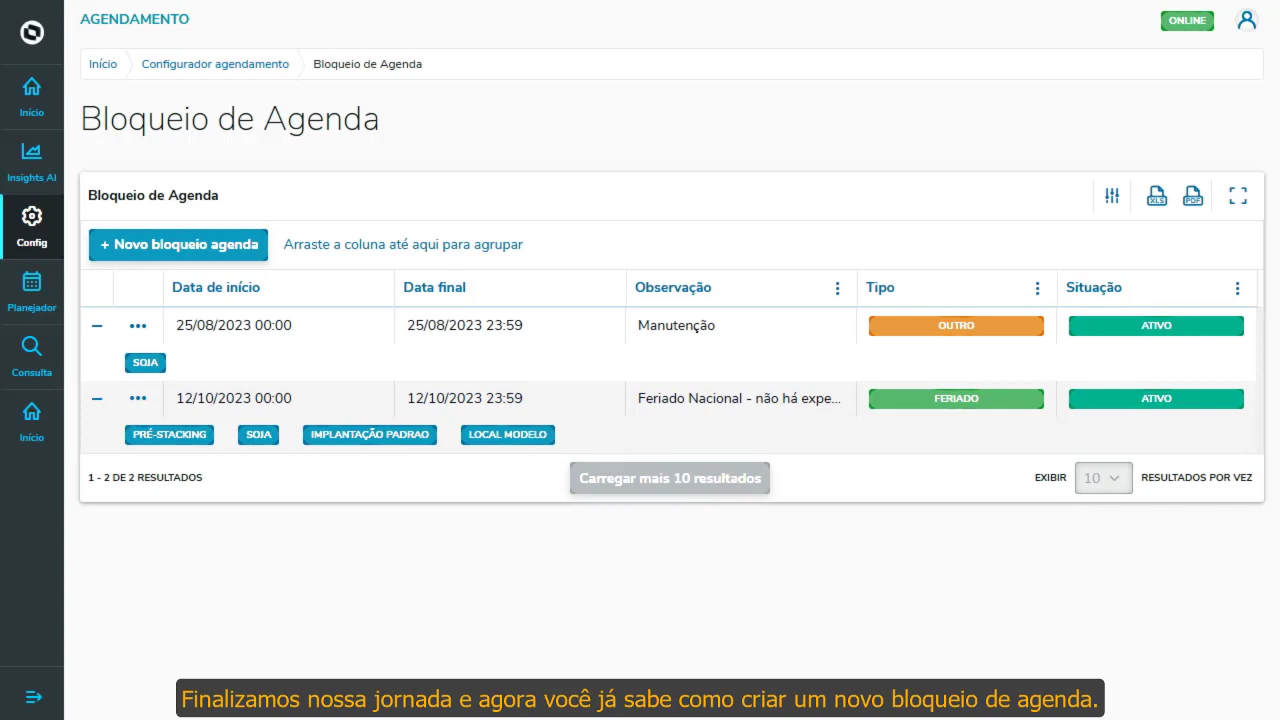 AGENDAMENTO
ONLINE
Início
Configurador agendamento
Bloqueio de Agenda
Bloqueio de Agenda
Início
Insights AI
Config
Planejador
Consulta
Início
Bloqueio de Agenda
XLS
PDF
+ Novo bloqueio agenda
Arraste a coluna até aqui para agrupar
Data de início
Data final
Observação
Tipo
Situação
25/08/2023 00:00
25/08/2023 23:59
Manutenção
OUTRO
ATIVO
SOJA
12/10/2023 00:00
12/10/2023 23:59
Feriado Nacional - não há expe...
FERIADO
ATIVO
PRÉ-STACKING
SOJA
IMPLANTAÇÃO PADRAO
LOCAL MODELO
1 - 2 DE 2 RESULTADOS
Carregar mais 10 resultados
EXIBIR
10
RESULTADOS POR VEZ
Finalizamos nossa jornada e agora você já sabe como criar um novo bloqueio de agenda.